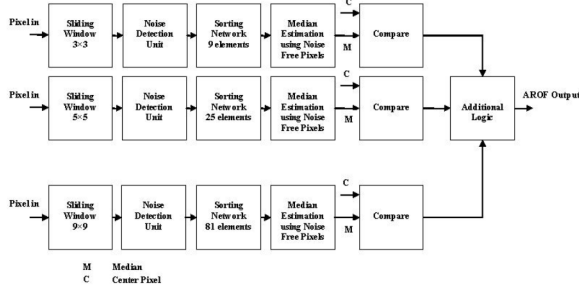 Pixel in
Sliding
Window
3×3
Noise
Detection
Unit
Sorting
Network
9 elements
Median
Estimation
using Noise
Free Pixels
C
M
Compare
Pixel in
Sliding
Window
5×5
Noise
Detection
Unit
Sorting
Network
25 elements
Median
Estimation
using Noise
Free Pixels
C
M
Compare
Additional
Logic
AROF Output
Pixel in
Sliding
Window
9×9
Noise
Detection
Unit
Sorting
Network
81 elements
Median
Estimation
using Noise
Free Pixels
C
M
Compare
M Median
C Center Pixel